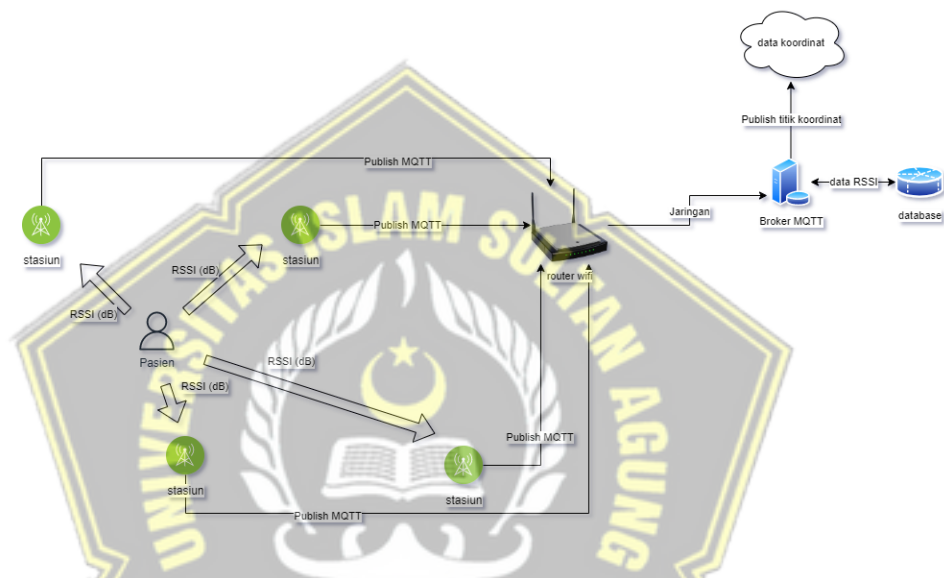 data koordinat
Publish titik koordinat
Publish MQTT
data RSSI
Broker MQTT
database
Jaringan
Publish MQTT
stasiun
stasiun
RSSI (dB)
router wifi
RSSI (dB)
Pasien
RSSI (dB)
RSSI (dB)
Publish MQTT
stasiun
stasiun
Publish MQTT
UNIVERSITAS ISLAM SULTAN AGUNG